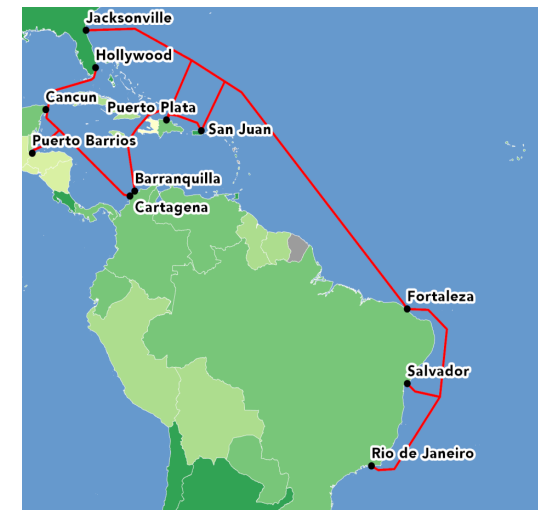 Jacksonville
Hollywood
Cancun
Puerto Plata
San Juan
Puerto Barrios
Barranquilla
Cartagena
Fortaleza
Salvador
Rio de Janeiro